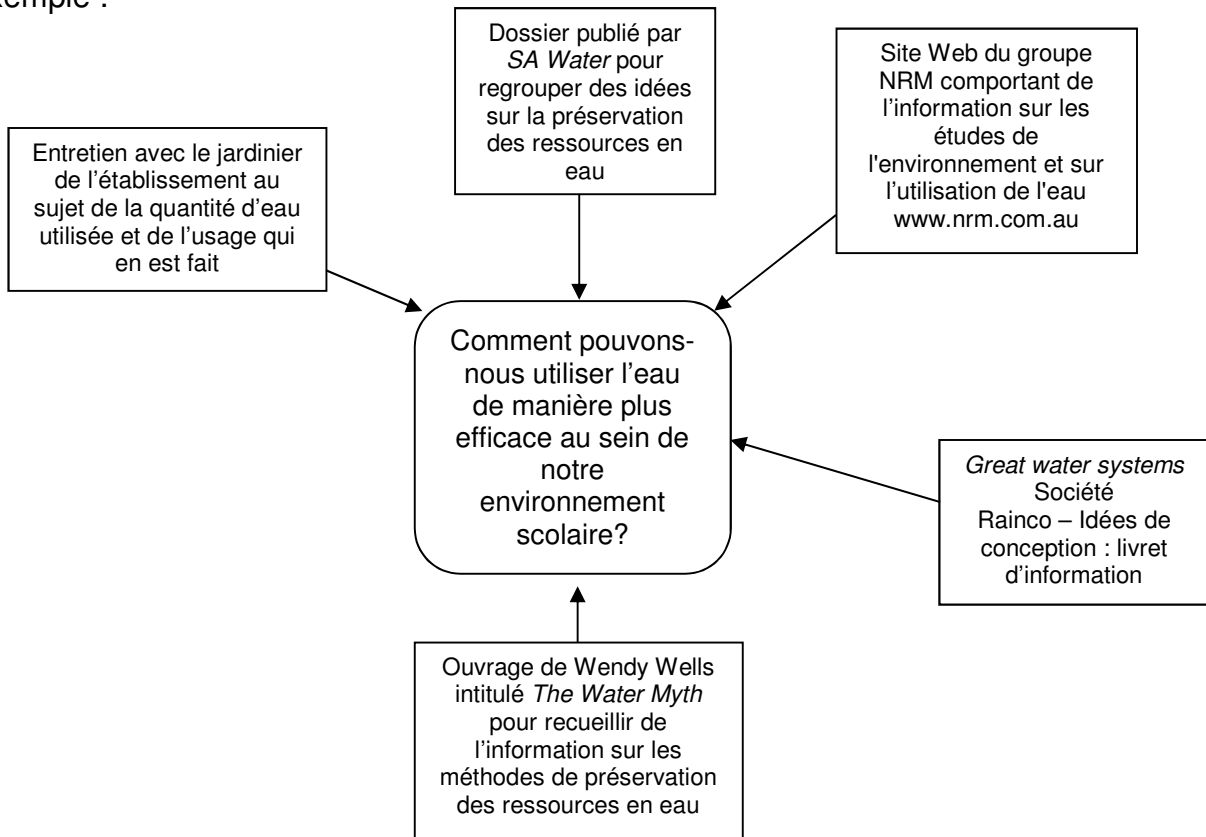 xemple :
Dossier publié par
SA Water pour
regrouper des idées
sur la préservation
des ressources en
eau
Site Web du groupe
NRM comportant de
l’information sur les
études de
l'environnement et sur
l’utilisation de l'eau
www.nrm.com.au
Entretien avec le jardinier
de l’établissement au
sujet de la quantité d’eau
utilisée et de l’usage qui
en est fait
Comment pouvons-
nous utiliser l’eau
de manière plus
efficace au sein de
notre
environnement
scolaire?
Great water systems
Société
Rainco – Idées de
conception : livret
d’information
Ouvrage de Wendy Wells
intitulé The Water Myth
pour recueillir de
l’information sur les
méthodes de préservation
des ressources en eau